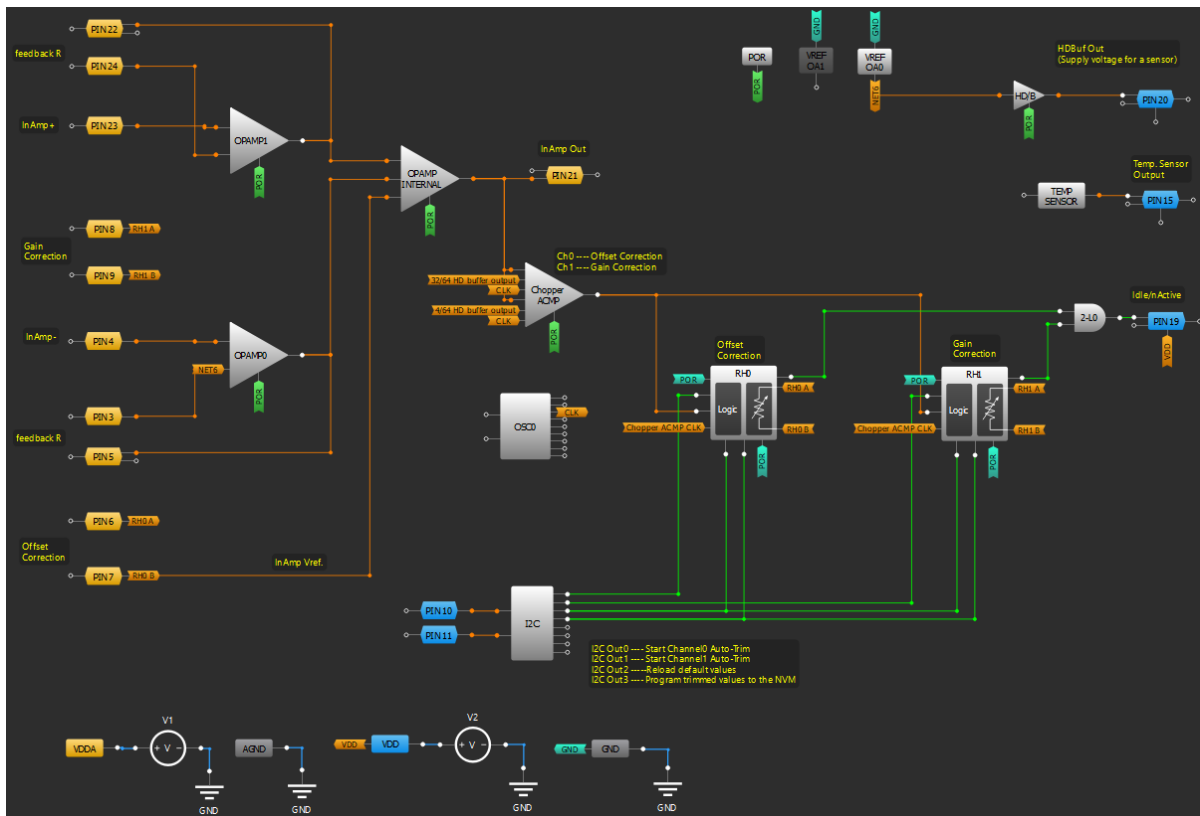 PIN22
feedback R
PIN24
InAmp+
PIN23
OPAMP1
POR
PIN8
RH1 A
Gain
Correction
PIN9
RH1 B
InAmp-
PIN4
OPAMP0
NET6
POR
PIN3
feedback R
PIN5
PIN6
RH0 A
Offset
Correction
PIN7
RH0 B
InAmp Vref.
OPAMP
INTERNAL
POR
InAmp Out
PIN21
Ch0 ---- Offset Correction
Ch1 ---- Gain Correction
32/64 HD buffer output
CLK
4/64 HD buffer output
CLK
Chopper
ACMP
POR
POR
POR
GND
VREF
OA1
GND
VREF
OA0
NET6
HD/B
POR
HDBuf Out
(Supply voltage for a sensor)
PIN20
Temp. Sensor
Output
TEMP
SENSOR
PIN15
Idle/nActive
2-L0
PIN19
VDD
Offset
Correction
RH0
POR
Logic
RH0 A
RH0 B
Chopper ACMP CLK
POR
Gain
Correction
RH1
POR
Logic
RH1 A
RH1 B
Chopper ACMP CLK
POR
OSC0
CLK
PIN10
PIN11
I2C
I2C Out0 ---- Start Channel0 Auto-Trim
I2C Out1 ---- Start Channel1 Auto-Trim
I2C Out2 -----Reload default values
I2C Out3 ---- Program trimmed values to the NVM
VDDA
V1
+ V -
GND
AGND
GND
VDD
VDD
V2
+ V -
GND
GND
GND
GND